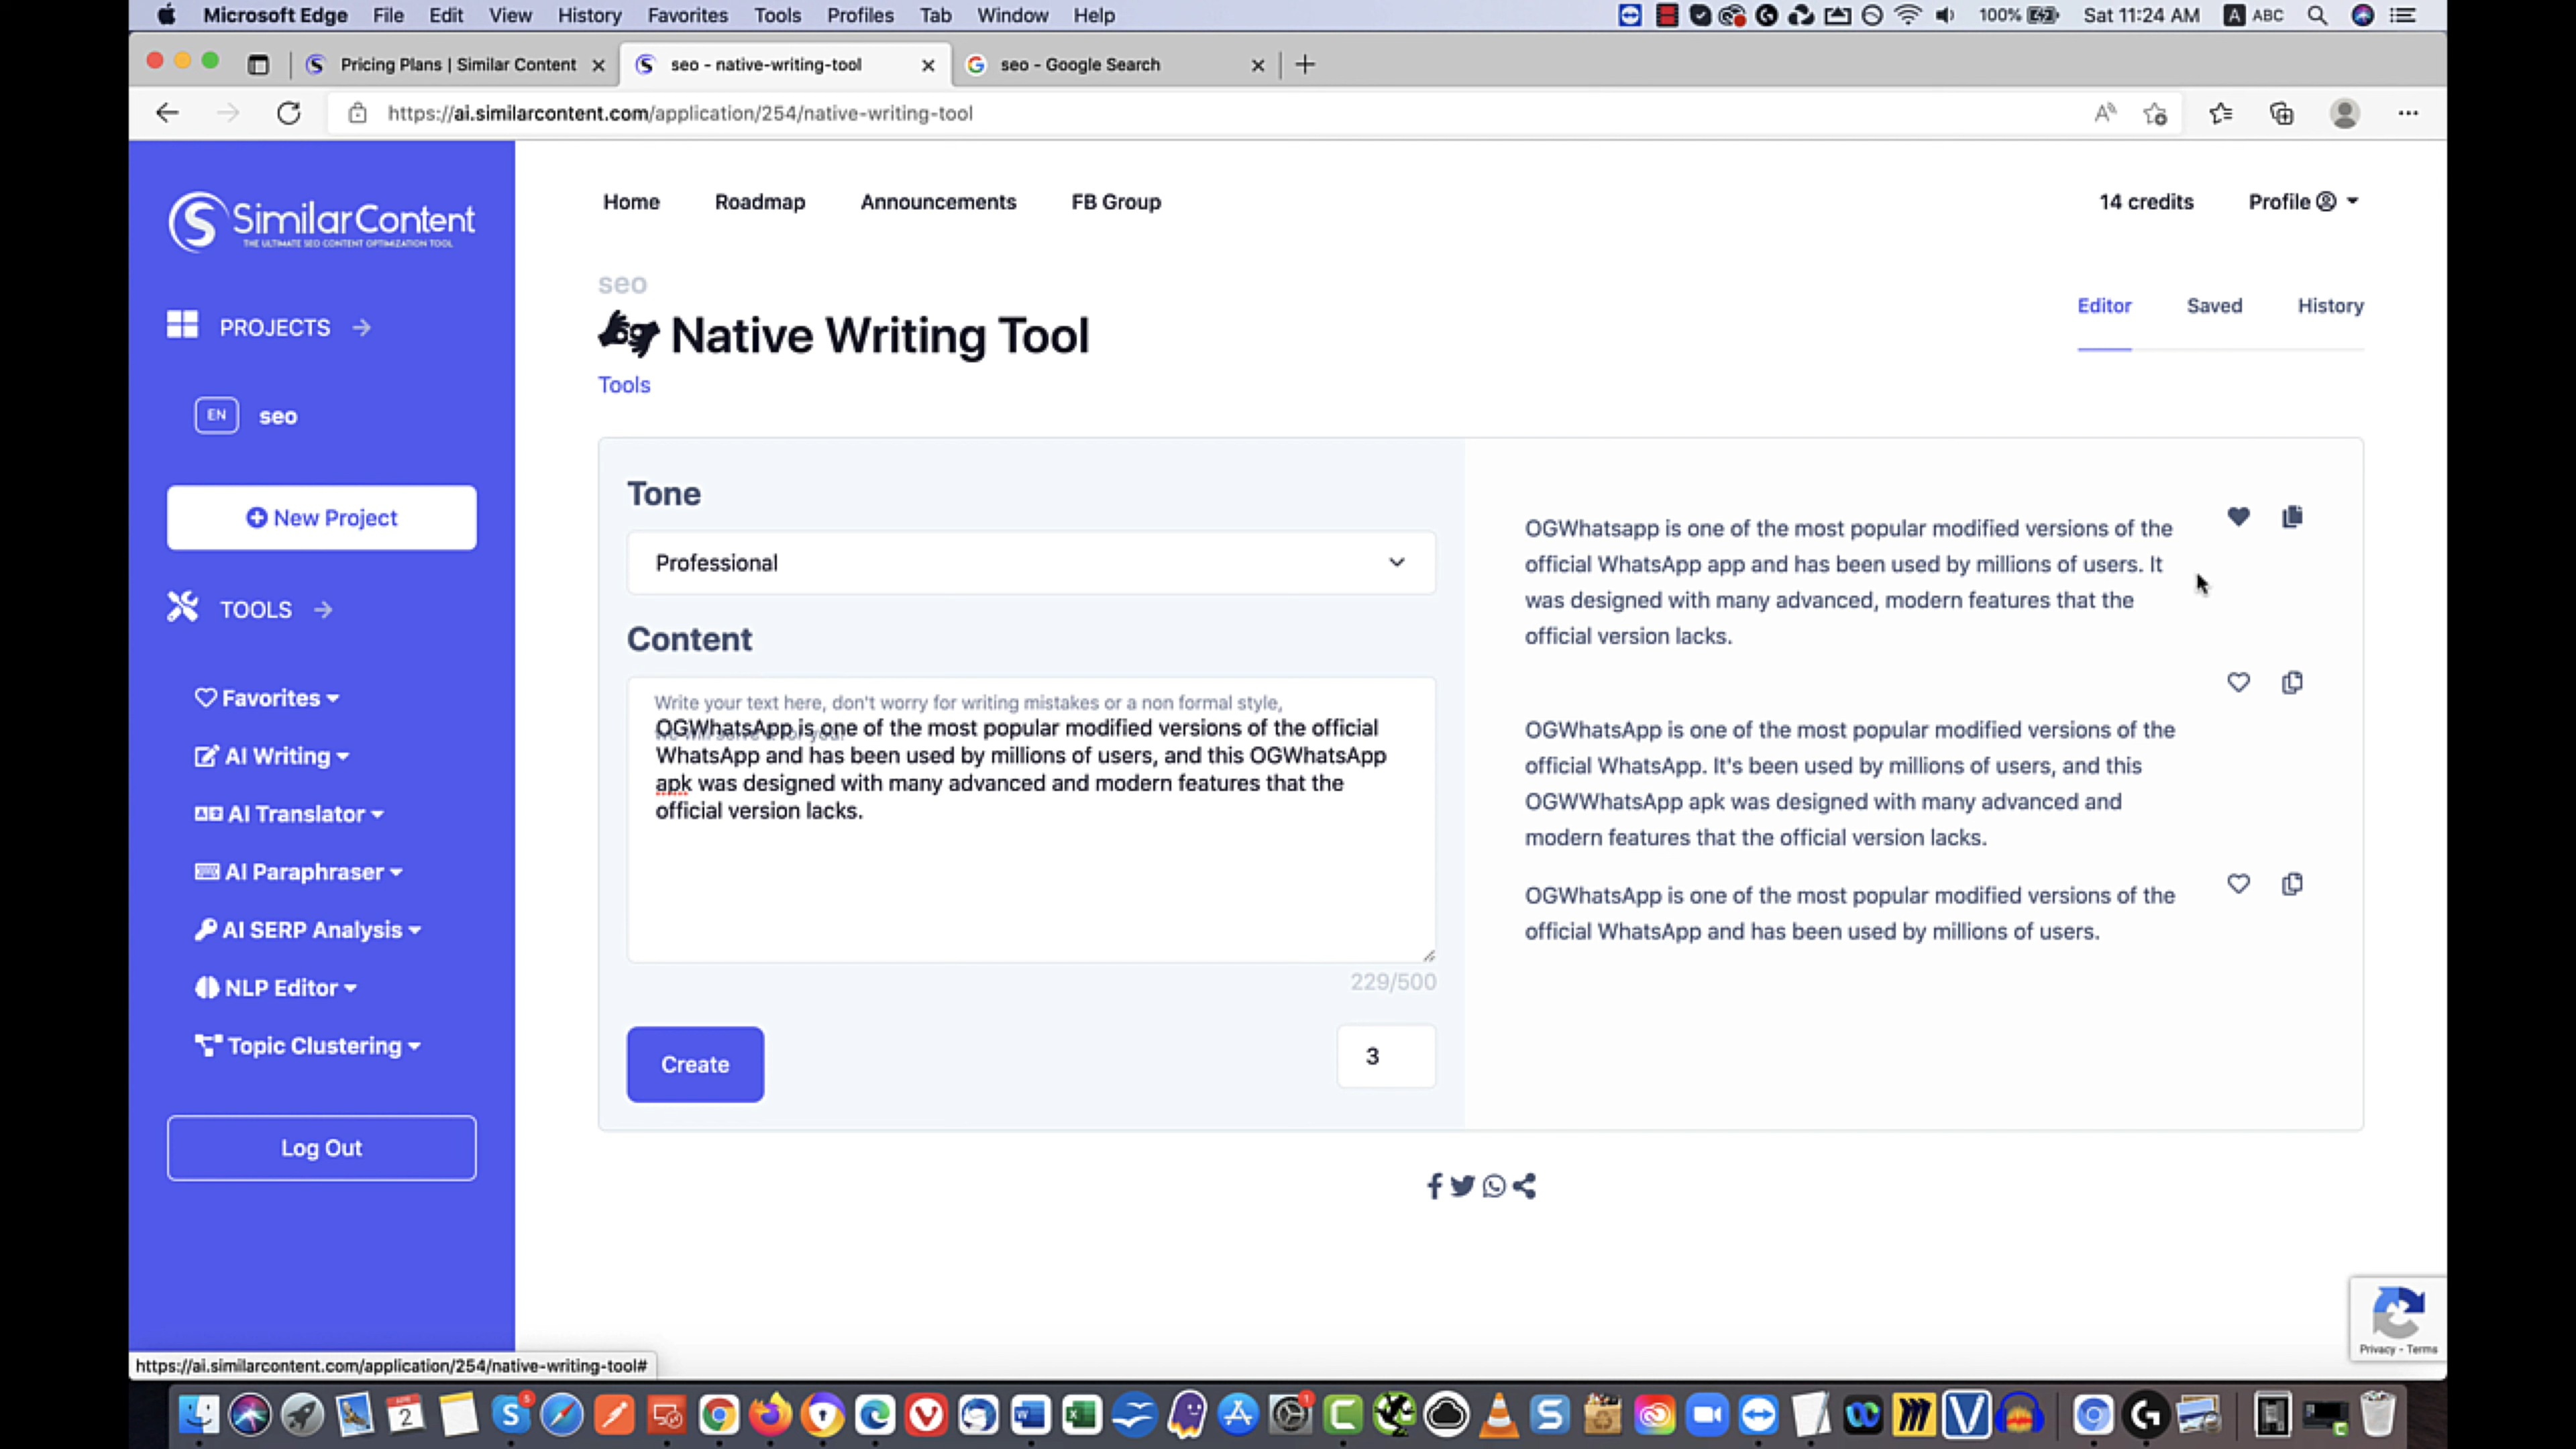 Microsoft Edge File Edit View History Favorites Tools Profiles Tab Window Help
100% Sat 11:24 AM A ABC
Pricing Plans | Similar Content
seo - native-writing-tool
seo - Google Search
https://ai.similarcontent.com/application/254/native-writing-tool
SimilarContent
THE ULTIMATE SEO CONTENT OPTIMIZATION TOOL
PROJECTS
EN seo
New Project
TOOLS
Favorites
AI Writing
AI Translator
AI Paraphraser
AI SERP Analysis
NLP Editor
Topic Clustering
Log Out
Home Roadmap Announcements FB Group
14 credits Profile
seo
Native Writing Tool
Tools
Editor Saved History
Tone
Professional
Content
Write your text here, don't worry for writing mistakes or a non formal style,
OGWhatsApp is one of the most popular modified versions of the official
WhatsApp and has been used by millions of users, and this OGWhatsApp
apk was designed with many advanced and modern features that the
official version lacks.
229/500
Create
3
OGWhatsapp is one of the most popular modified versions of the
official WhatsApp app and has been used by millions of users. It
was designed with many advanced, modern features that the
official version lacks.
OGWhatsApp is one of the most popular modified versions of the
official WhatsApp. It's been used by millions of users, and this
OGWWhatsApp apk was designed with many advanced and
modern features that the official version lacks.
OGWhatsApp is one of the most popular modified versions of the
official WhatsApp and has been used by millions of users.
Privacy - Terms
https://ai.similarcontent.com/application/254/native-writing-tool#